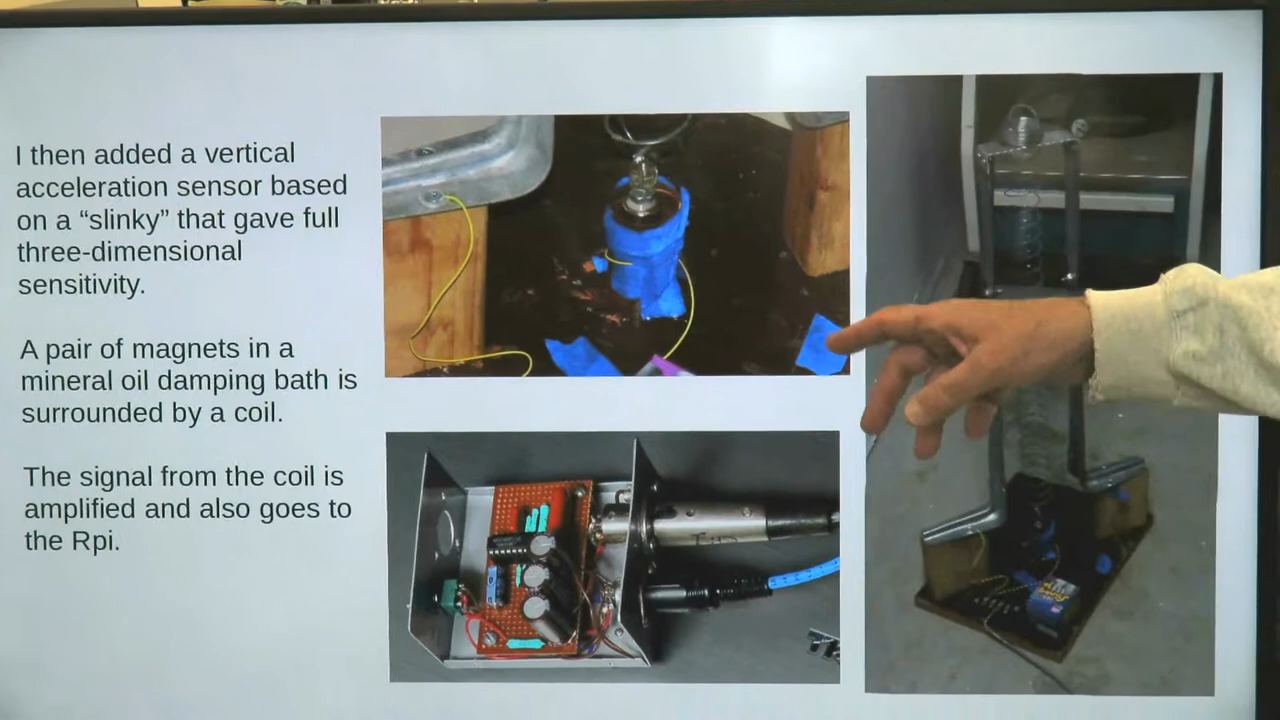 I then added a vertical
acceleration sensor based
on a “slinky” that gave full
three-dimensional
sensitivity.
A pair of magnets in a
mineral oil damping bath is
surrounded by a coil.
The signal from the coil is
amplified and also goes to
the Rpi.